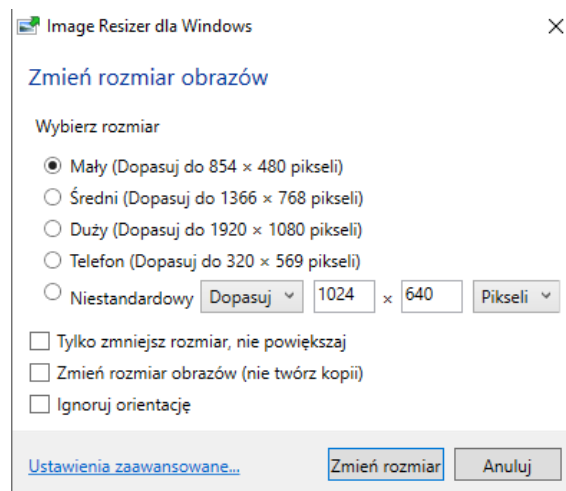 Image Resizer dla Windows
Zmień rozmiar obrazów
Wybierz rozmiar
Mały (Dopasuj do 854 × 480 pikseli)
Średni (Dopasuj do 1366 × 768 pikseli)
Duży (Dopasuj do 1920 × 1080 pikseli)
Telefon (Dopasuj do 320 × 569 pikseli)
Niestandardowy Dopasuj 1024 × 640 Pikseli
Tylko zmniejsz rozmiar, nie powiększaj
Zmień rozmiar obrazów (nie twórz kopii)
Ignoruj orientację
Ustawienia zaawansowane... Zmień rozmiar Anuluj